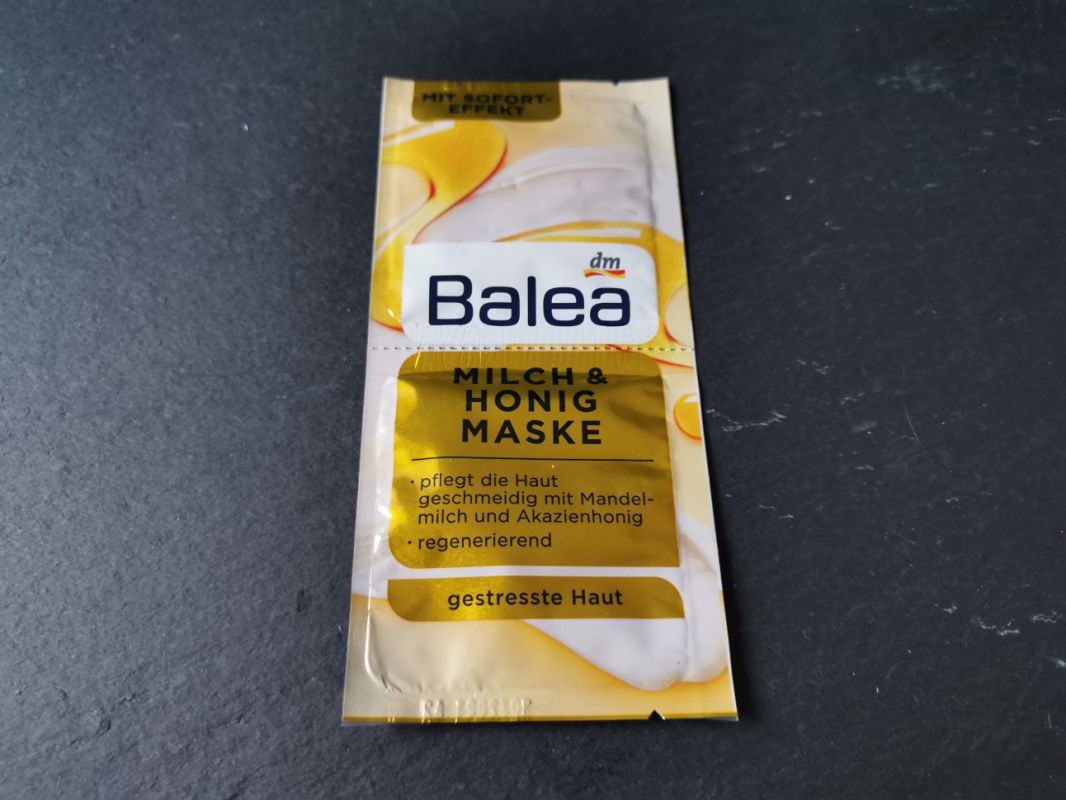 MIT SOFORT-
EFFEKT
dm
Balea
MILCH &
HONIG
MASKE
· pflegt die Haut
geschmeidig mit Mandel-
milch und Akazienhonig
· regenerierend
gestresste Haut